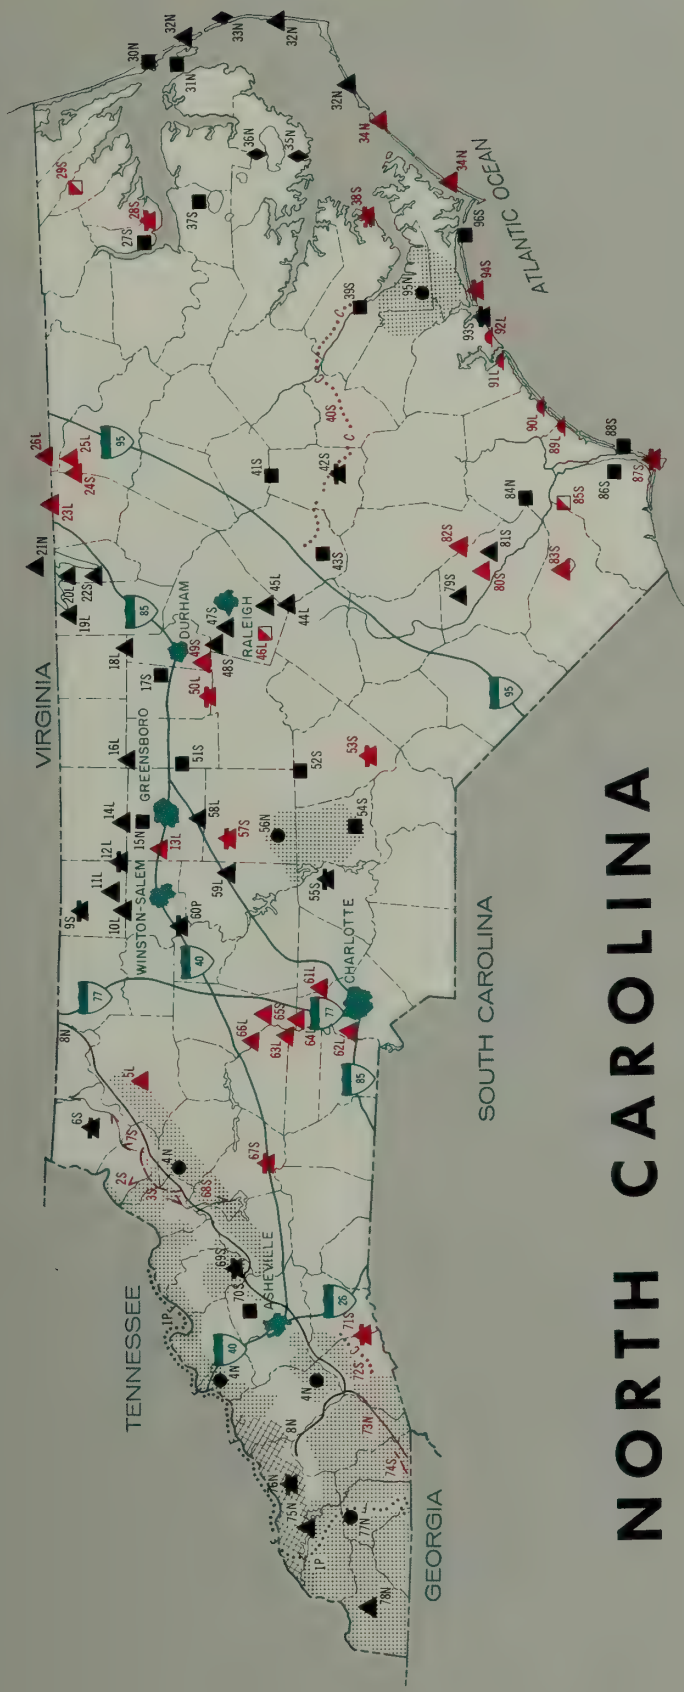 NORTH CAROLINA
VIRGINIA
TENNESSEE
GEORGIA
SOUTH CAROLINA
ATLANTIC OCEAN
ASHEVILLE
WINSTON-SALEM
GREENSBORO
DURHAM
RALEIGH
CHARLOTTE
1P
2S
3S
4N
5L
6S
7S
8N
9S
10L
11L
12L
13L
14L
15N
16L
17S
18L
19L
20L
21N
22S
23L
24S
25L
26L
27S
28S
29S
30N
31N
32N
32N
32N
33N
34N
34N
35N
36N
37S
38S
39S
C
40S
C
41S
42S
43S
44L
45L
46L
47S
48S
49S
50L
51S
52S
53S
54S
55S
56N
57S
58L
59L
60P
61L
62L
63L
64L
65S
66L
67S
68S
69S
70S
71S
72S
C
73N
74S
75N
77N
78N
79S
80S
81S
82S
83S
84N
85S
86S
87S
88S
89L
90L
91L
92L
93S
94S
95N
96S
1P
4N
4N
8N
77
77
40
40
26
85
85
95
95